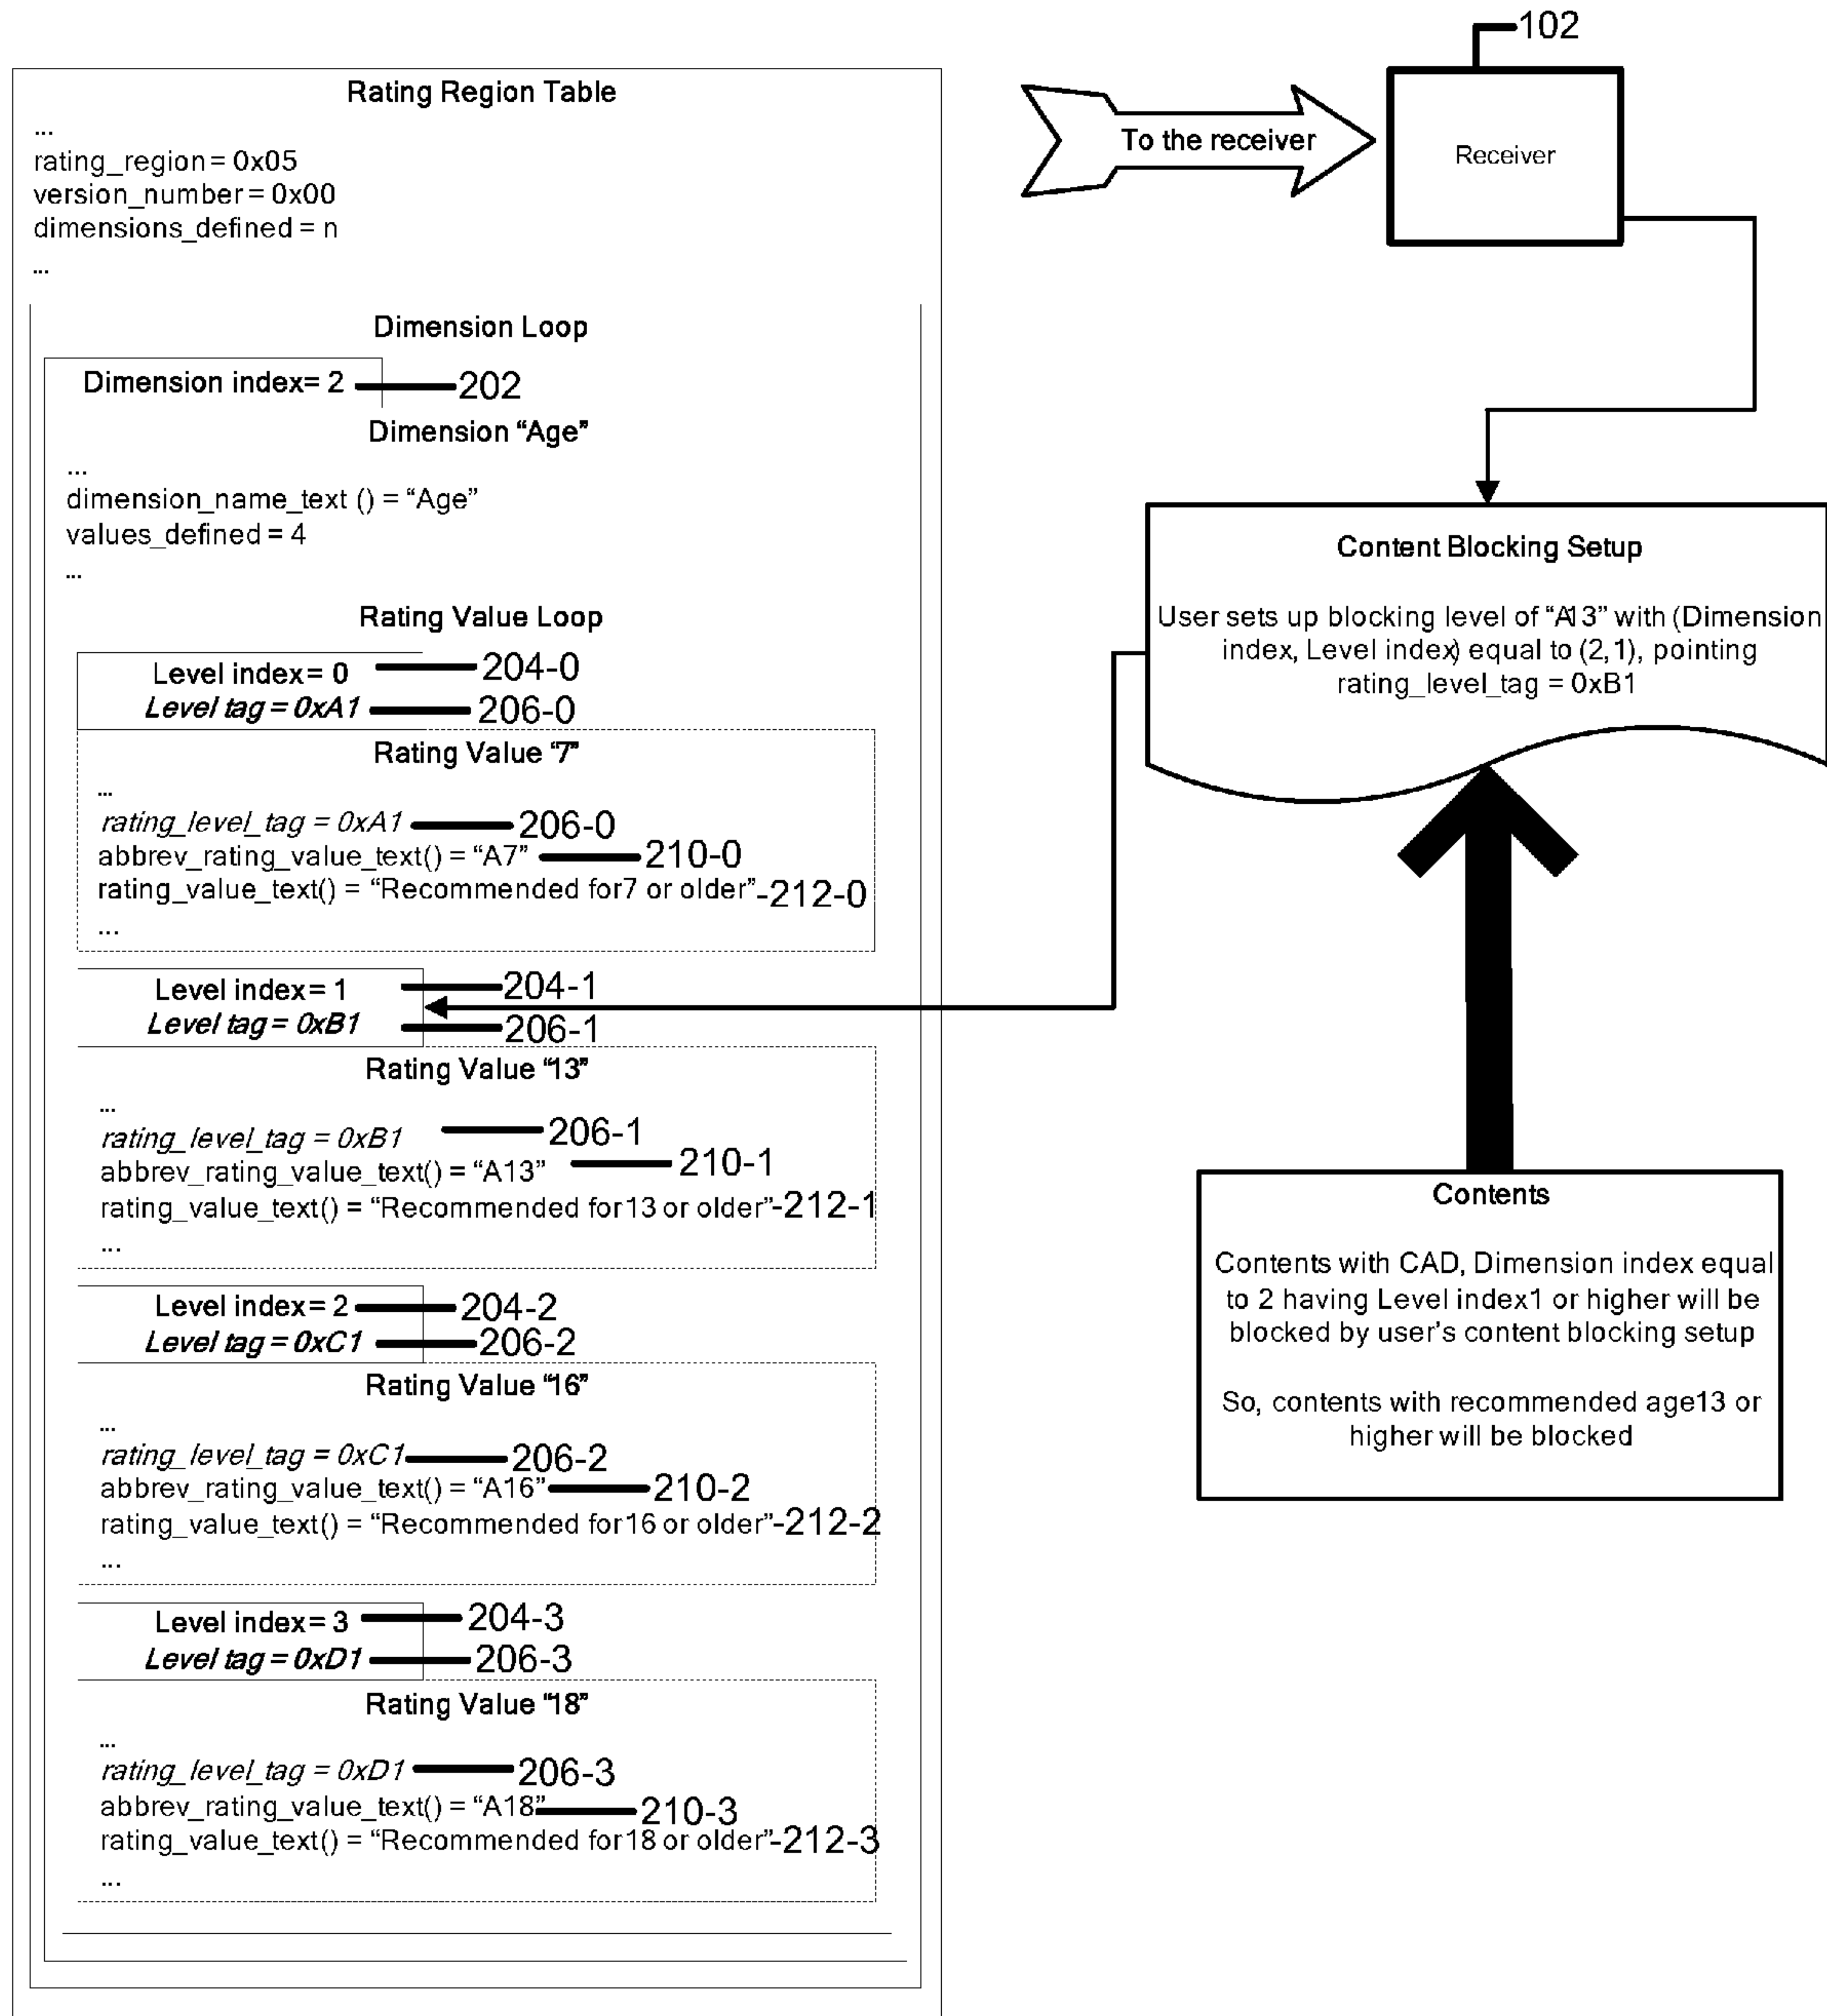 Rating Region Table
...
rating_region = 0x05
version_number = 0x00
dimensions_defined = n
...
Dimension Loop
Dimension index= 2 202
Dimension “Age”
...
dimension_name_text () = “Age”
values_defined = 4
...
Rating Value Loop
Level index= 0 204-0
Level tag = 0xA1 206-0
Rating Value “7”
...
rating_level_tag = 0xA1 206-0
abbrev_rating_value_text() = “A7” 210-0
rating_value_text() = “Recommended for7 or older” -212-0
...
Level index= 1 204-1
Level tag = 0xB1 206-1
Rating Value “13”
...
rating_level_tag = 0xB1 206-1
abbrev_rating_value_text() = “A13” 210-1
rating_value_text() = “Recommended for13 or older”-212-1
...
Level index= 2 204-2
Level tag = 0xC1 206-2
Rating Value “16”
...
rating_level_tag = 0xC1 206-2
abbrev_rating_value_text() = “A16” 210-2
rating_value_text() = “Recommended for16 or older”-212-2
...
Level index= 3 204-3
Level tag = 0xD1 206-3
Rating Value “18”
...
rating_level_tag = 0xD1 206-3
abbrev_rating_value_text() = “A18” 210-3
rating_value_text() = “Recommended for18 or older”-212-3
...
102
To the receiver
Receiver
Content Blocking Setup
User sets up blocking level of “A13” with (Dimension
index, Level index) equal to (2,1), pointing
rating_level_tag = 0xB1
Contents
Contents with CAD, Dimension index equal
to 2 having Level index1 or higher will be
blocked by user’s content blocking setup
So, contents with recommended age13 or
higher will be blocked